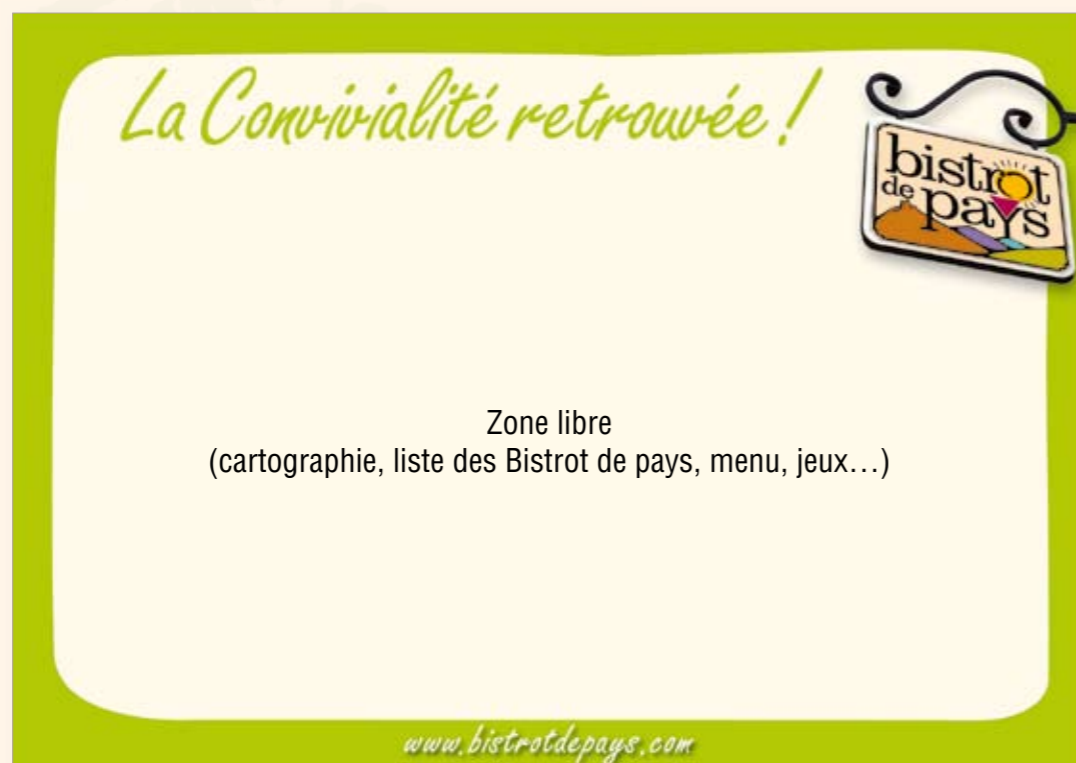 La Convivialité retrouvée !
bistrot
de pays
Zone libre
(cartographie, liste des Bistrot de pays, menu, jeux…)
www.bistrotdepays.com